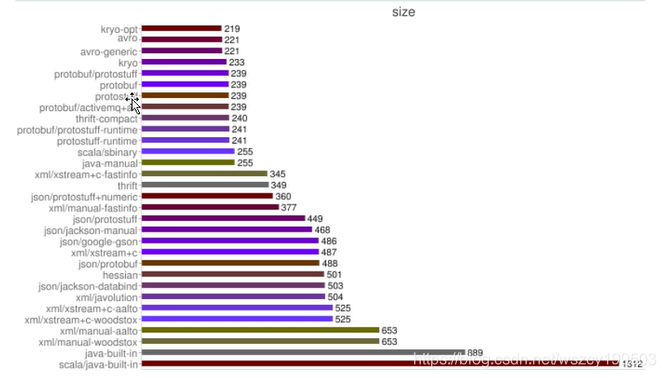 size
kryo-opt 219
avro 221
avro-generic 221
kryo 233
protobuf/protostuff 239
protobuf 239
239
239
thrift-compact 240
protobuf/protostuff-runtime 241
protostuff-runtime 241
scala/sbinary 255
java-manual 255
xml/xstream+c-fastinfo 345
thrift 349
json/protostuff+numeric 360
xml/manual-fastinfo 377
json/protostuff 449
json/jackson-manual 468
json/google-gson 486
xml/xstream+c 487
json/protobuf 488
hessian 501
json/jackson-databind 503
xml/javolution 504
xml/xstream+c-aalto 525
xml/xstream+c-woodstox 525
xml/manual-aalto 653
xml/manual-woodstox 653
java-built-in 889
scala/java-built-in 1312